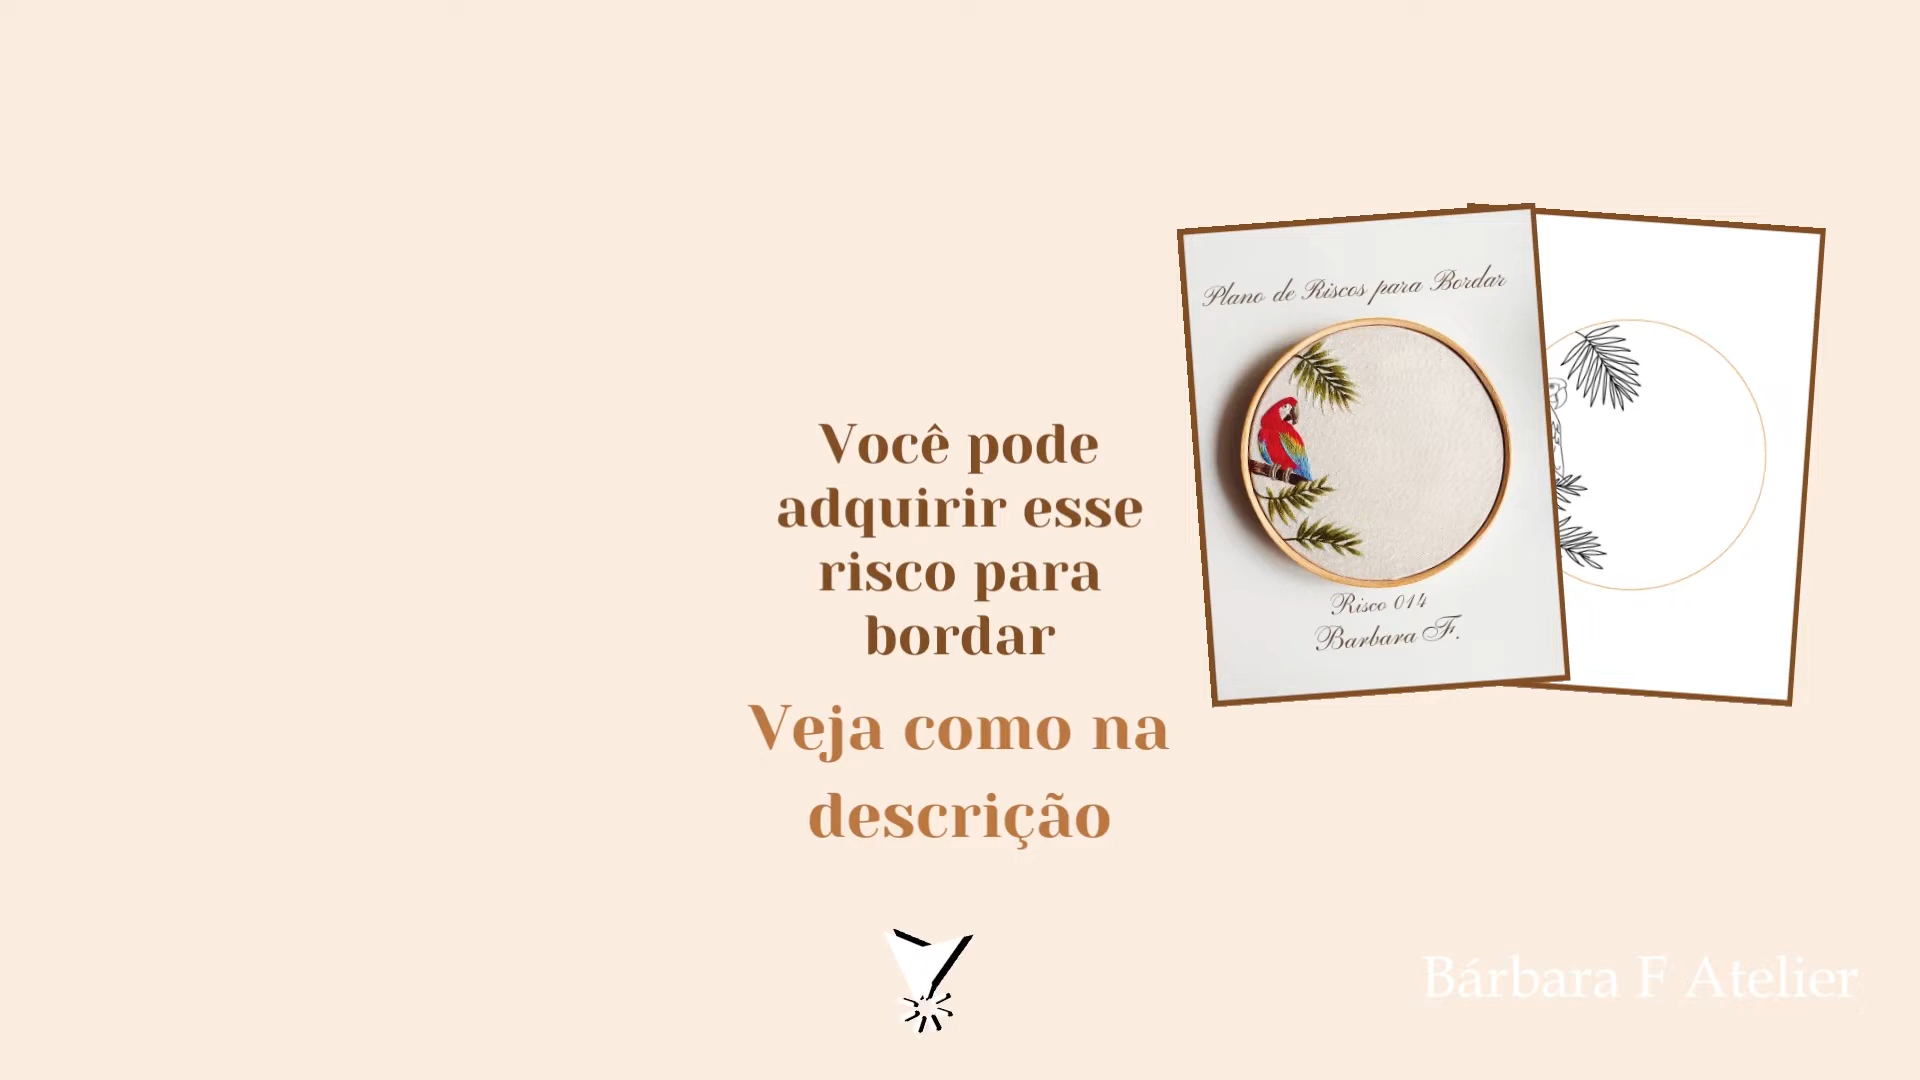 Você pode
adquirir esse
risco para
bordar
Veja como na
descrição
Plano de Riscos para Bordar
Risco 014
Barbara F.
Bárbara F Atelier